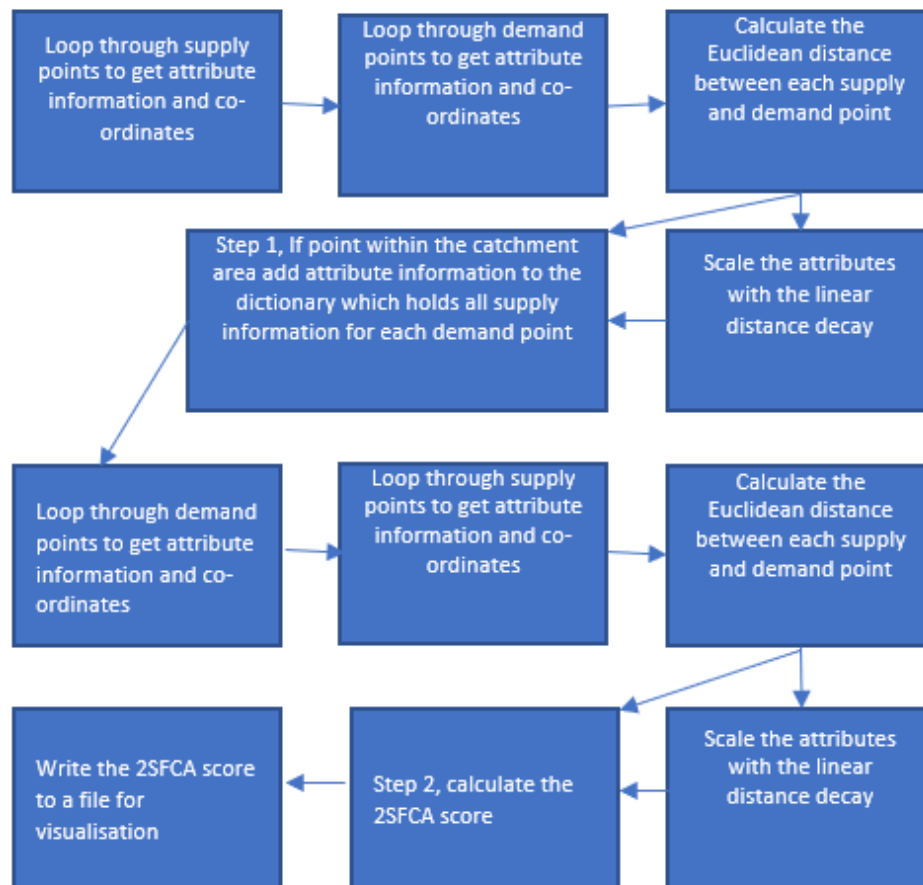 Loop through supply
points to get attribute
information and co-
ordinates
Loop through demand
points to get attribute
information and co-
ordinates
Calculate the
Euclidean distance
between each supply
and demand point
Step 1, If point within the catchment
area add attribute information to the
dictionary which holds all supply
information for each demand point
Scale the attributes
with the linear
distance decay
Loop through demand
points to get attribute
information and co-
ordinates
Loop through supply
points to get attribute
information and co-
ordinates
Calculate the
Euclidean distance
between each supply
and demand point
Scale the attributes
with the linear
distance decay
Step 2, calculate the
2SFCA score
Write the 2SFCA score
to a file for
visualisation